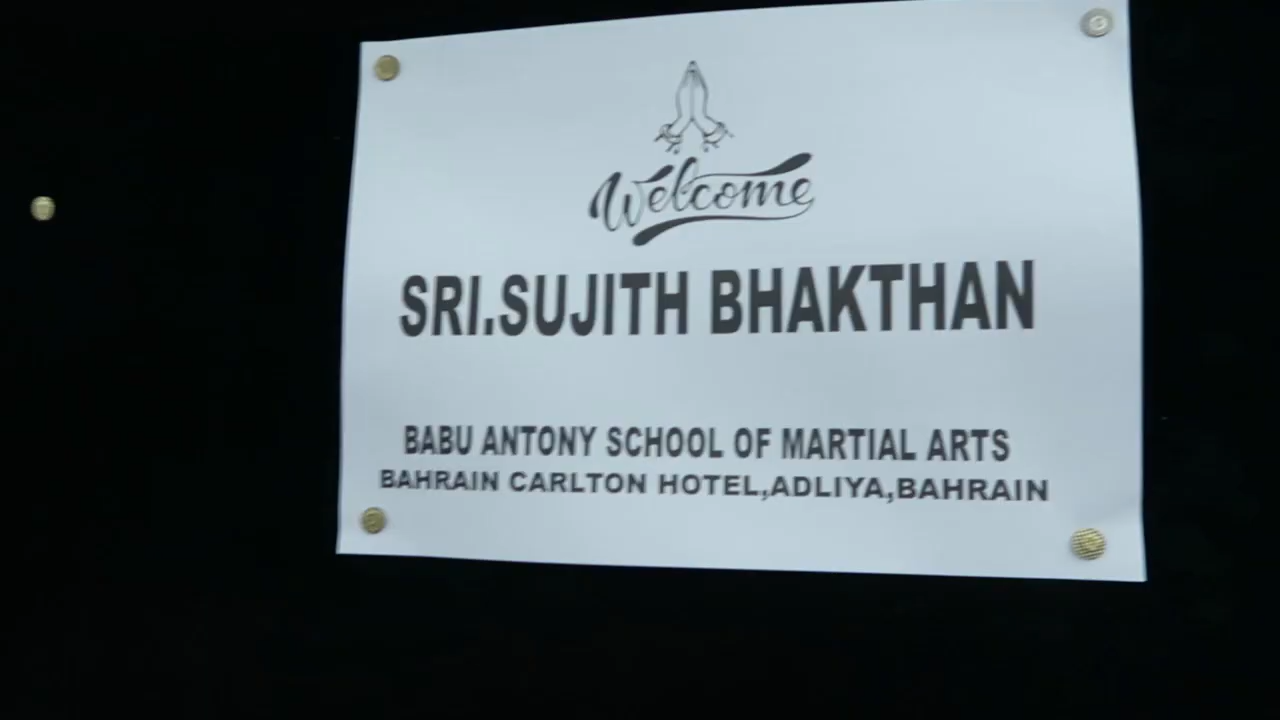 Welcome
SRI.SUJITH BHAKTHAN
BABU ANTONY SCHOOL OF MARTIAL ARTS
BAHRAIN CARLTON HOTEL,ADLIYA,BAHRAIN